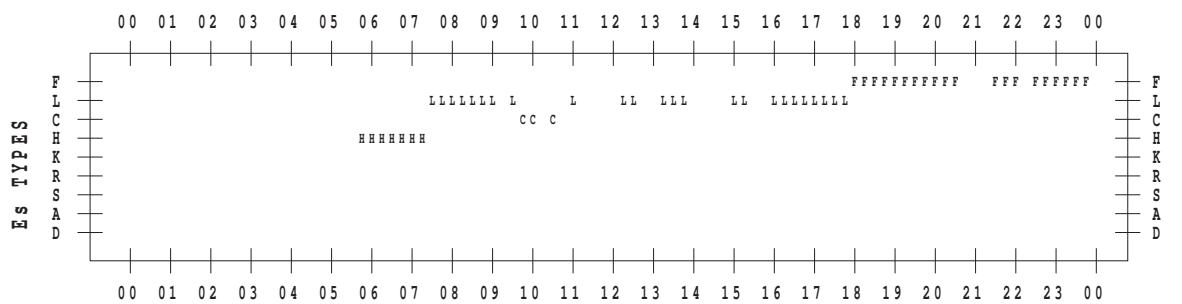 00 01 02 03 04 05 06 07 08 09 10 11 12 13 14 15 16 17 18 19 20 21 22 23 00
F FFFFFFFFFFF FFF FFFFFF F
L LLLLLLL L L LL LLL LL LLLLLLLL L
C CC C C
H HHHHHHH H
K K
R R
S S
A A
D D
Es TYPES
00 01 02 03 04 05 06 07 08 09 10 11 12 13 14 15 16 17 18 19 20 21 22 23 00